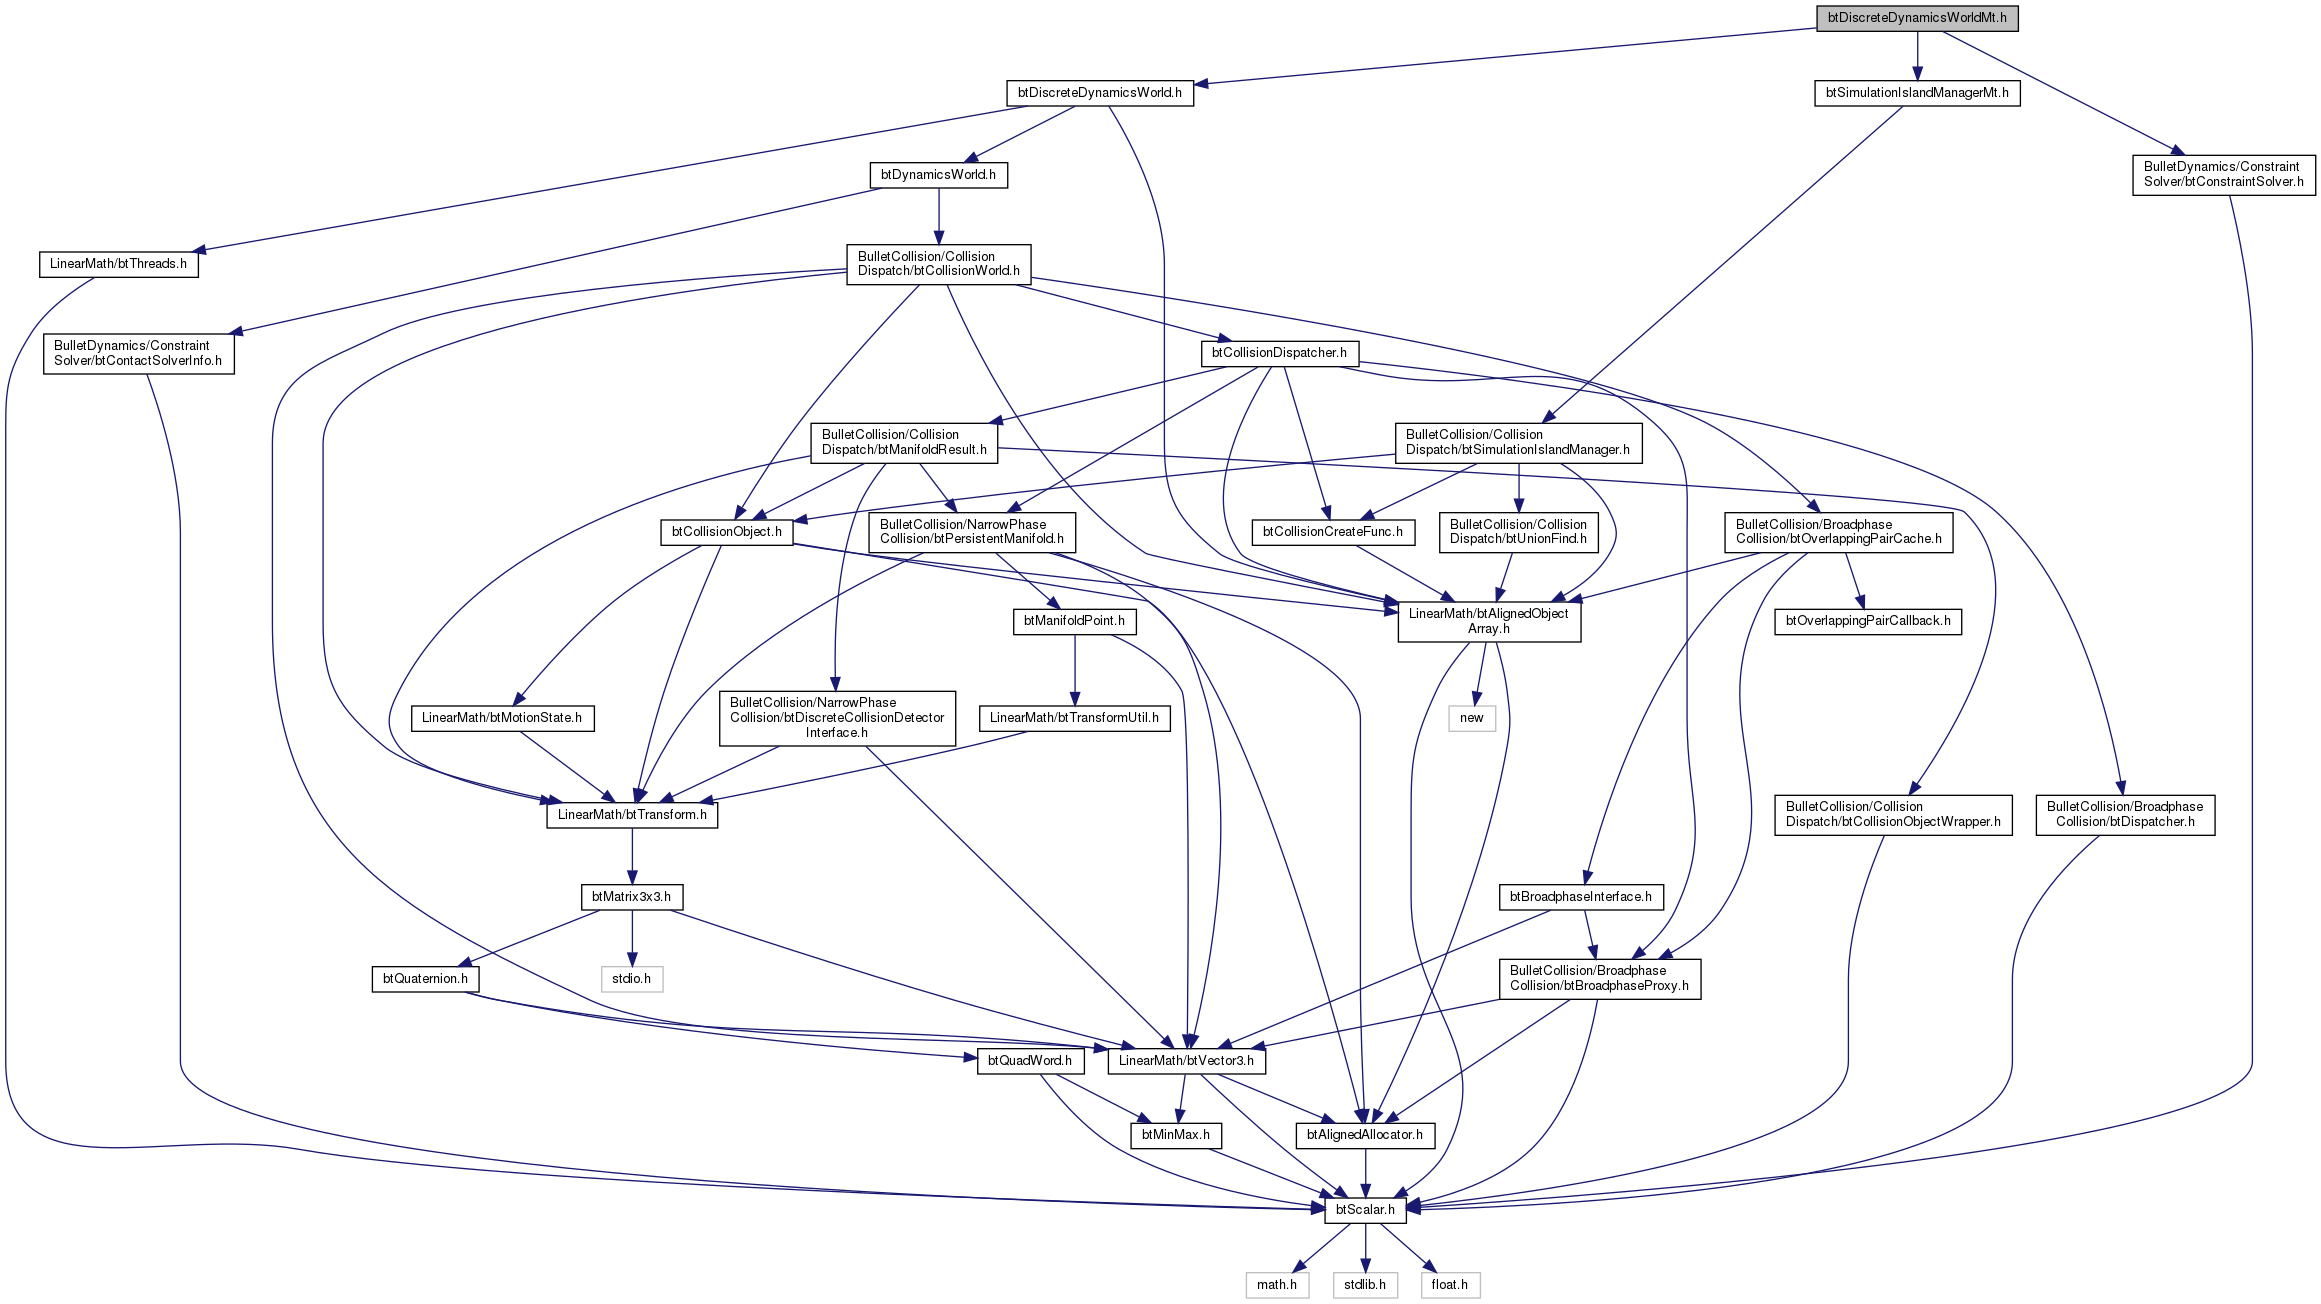 btDiscreteDynamicsWorldMt.h
btDiscreteDynamicsWorld.h
btSimulationIslandManagerMt.h
BulletDynamics/Constraint
Solver/btConstraintSolver.h
btDynamicsWorld.h
LinearMath/btThreads.h
BulletCollision/Collision
Dispatch/btCollisionWorld.h
BulletDynamics/Constraint
Solver/btContactSolverInfo.h
btCollisionDispatcher.h
BulletCollision/Collision
Dispatch/btManifoldResult.h
BulletCollision/Collision
Dispatch/btSimulationIslandManager.h
btCollisionObject.h
BulletCollision/NarrowPhase
Collision/btPersistentManifold.h
btCollisionCreateFunc.h
BulletCollision/Collision
Dispatch/btUnionFind.h
BulletCollision/Broadphase
Collision/btOverlappingPairCache.h
btManifoldPoint.h
LinearMath/btAlignedObject
Array.h
btOverlappingPairCallback.h
LinearMath/btMotionState.h
BulletCollision/NarrowPhase
Collision/btDiscreteCollisionDetector
Interface.h
LinearMath/btTransformUtil.h
new
LinearMath/btTransform.h
BulletCollision/Collision
Dispatch/btCollisionObjectWrapper.h
BulletCollision/Broadphase
Collision/btDispatcher.h
btMatrix3x3.h
btBroadphaseInterface.h
btQuaternion.h
stdio.h
BulletCollision/Broadphase
Collision/btBroadphaseProxy.h
btQuadWord.h
LinearMath/btVector3.h
btMinMax.h
btAlignedAllocator.h
btScalar.h
math.h
stdlib.h
float.h